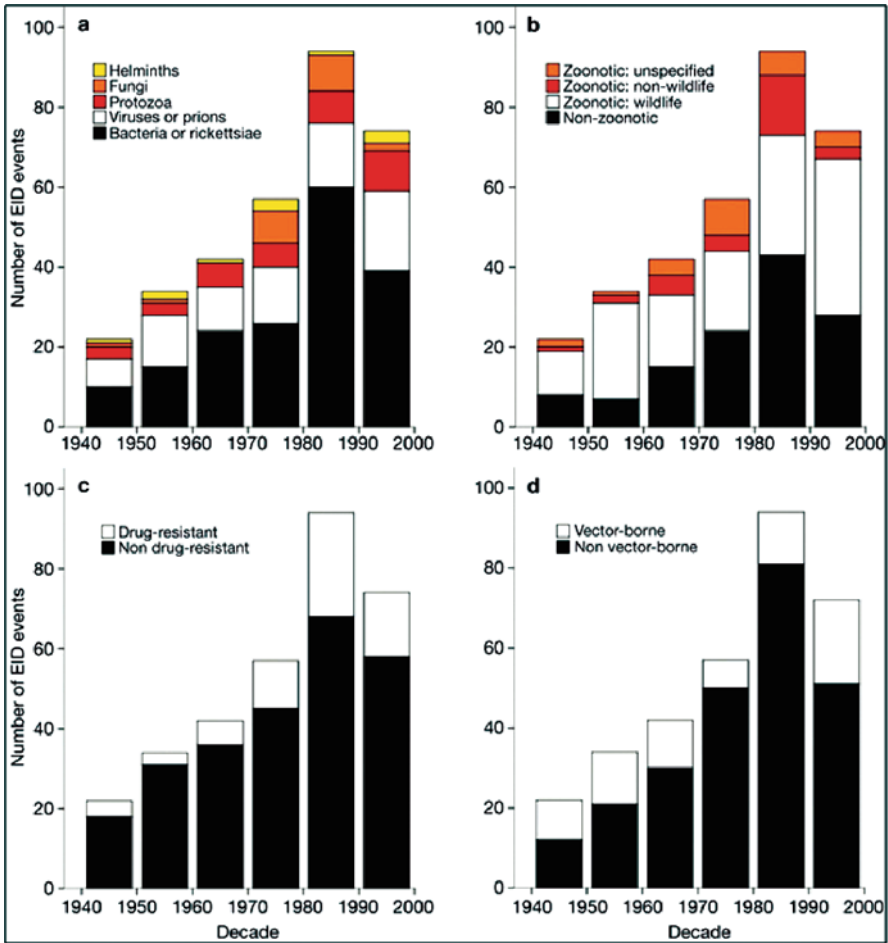 a
Helminths
Fungi
Protozoa
Viruses or prions
Bacteria or rickettsiae
Number of EID events
100
80
60
40
20
0
1940 1950 1960 1970 1980 1990 2000
b
Zoonotic: unspecified
Zoonotic: non-wildlife
Zoonotic: wildlife
Non-zoonotic
100
80
60
40
20
0
1940 1950 1960 1970 1980 1990 2000
c
Drug-resistant
Non drug-resistant
Number of EID events
100
80
60
40
20
0
1940 1950 1960 1970 1980 1990 2000
Decade
d
Vector-borne
Non vector-borne
100
80
60
40
20
0
1940 1950 1960 1970 1980 1990 2000
Decade